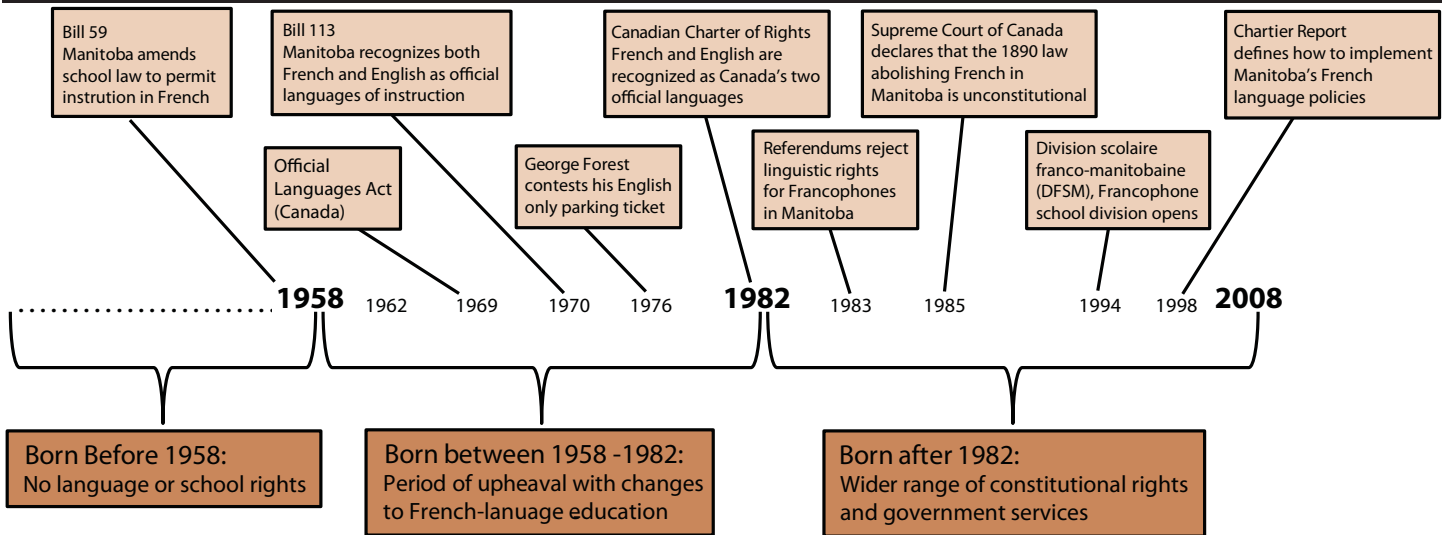 Bill 59
Manitoba amends
school law to permit
instrution in French
Bill 113
Manitoba recognizes both
French and English as official
languages of instruction
Canadian Charter of Rights
French and English are
recognized as Canada's two
official languages
Supreme Court of Canada
declares that the 1890 law
abolishing French in
Manitoba is unconstitutional
Chartier Report
defines how to implement
Manitoba's French
language policies
Official
Languages Act
(Canada)
George Forest
contests his English
only parking ticket
Referendums reject
linguistic rights
for Francophones
in Manitoba
Division scolaire
franco-manitobaine
(DFSM), Francophone
school division opens
1958 1962 1969 1970 1976 1982 1983 1985 1994 1998 2008
Born Before 1958:
No language or school rights
Born between 1958 -1982:
Period of upheaval with changes
to French-lanuage education
Born after 1982:
Wider range of constitutional rights
and government services